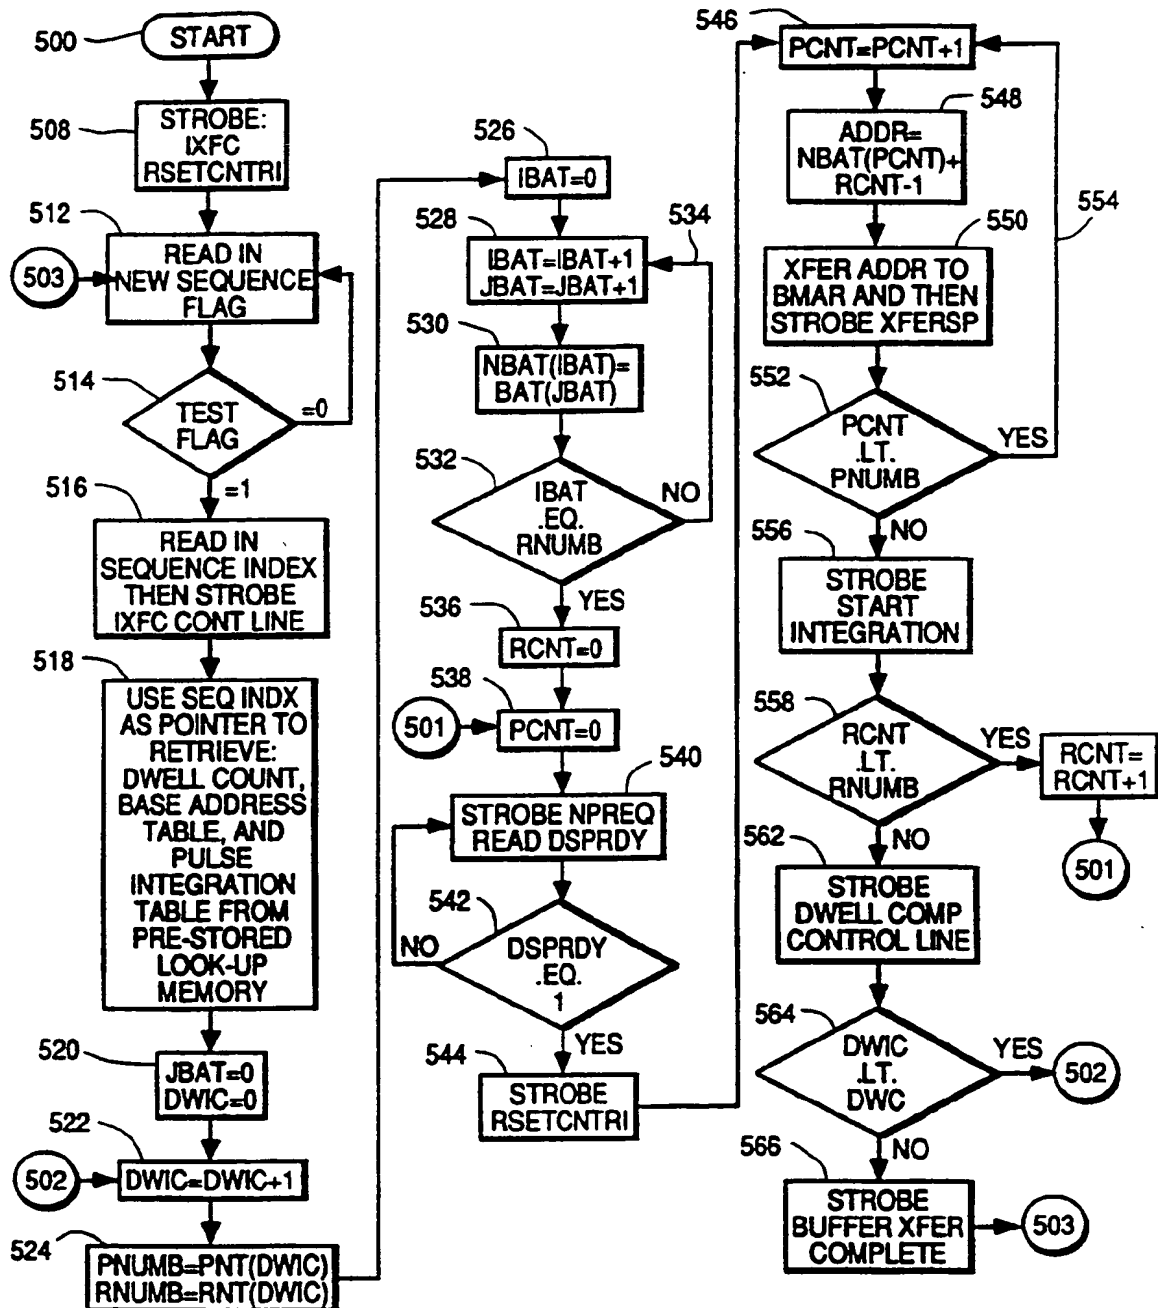 500
START
508
STROBE:
IXFC
RSETCNTRI
512
503
READ IN
NEW SEQUENCE
FLAG
514
TEST
FLAG
=0
=1
516
READ IN
SEQUENCE INDEX
THEN STROBE
IXFC CONT LINE
518
USE SEQ INDX
AS POINTER TO
RETRIEVE:
DWELL COUNT,
BASE ADDRESS
TABLE, AND
PULSE
INTEGRATION
TABLE FROM
PRE-STORED
LOOK-UP
MEMORY
520
JBAT=0
DWIC=0
522
502
DWIC=DWIC+1
524
PNUMB=PNT(DWIC)
RNUMB=RNT(DWIC)
526
IBAT=0
528
534
IBAT=IBAT+1
JBAT=JBAT+1
530
NBAT(IBAT)=
BAT(JBAT)
532
IBAT
.EQ.
RNUMB
NO
YES
536
RCNT=0
538
501
PCNT=0
540
STROBE NPREQ
READ DSPRDY
542
NO
DSPRDY
.EQ.
1
YES
544
STROBE
RSETCNTRI
546
PCNT=PCNT+1
548
ADDR=
NBAT(PCNT)+
RCNT-1
550
554
XFER ADDR TO
BMAR AND THEN
STROBE XFERSP
552
PCNT
.LT.
PNUMB
YES
NO
556
STROBE
START
INTEGRATION
558
RCNT
.LT.
RNUMB
YES
RCNT=
RCNT+1
501
NO
562
STROBE
DWELL COMP
CONTROL LINE
564
DWIC
.LT.
DWC
YES
502
NO
566
STROBE
BUFFER XFER
COMPLETE
503